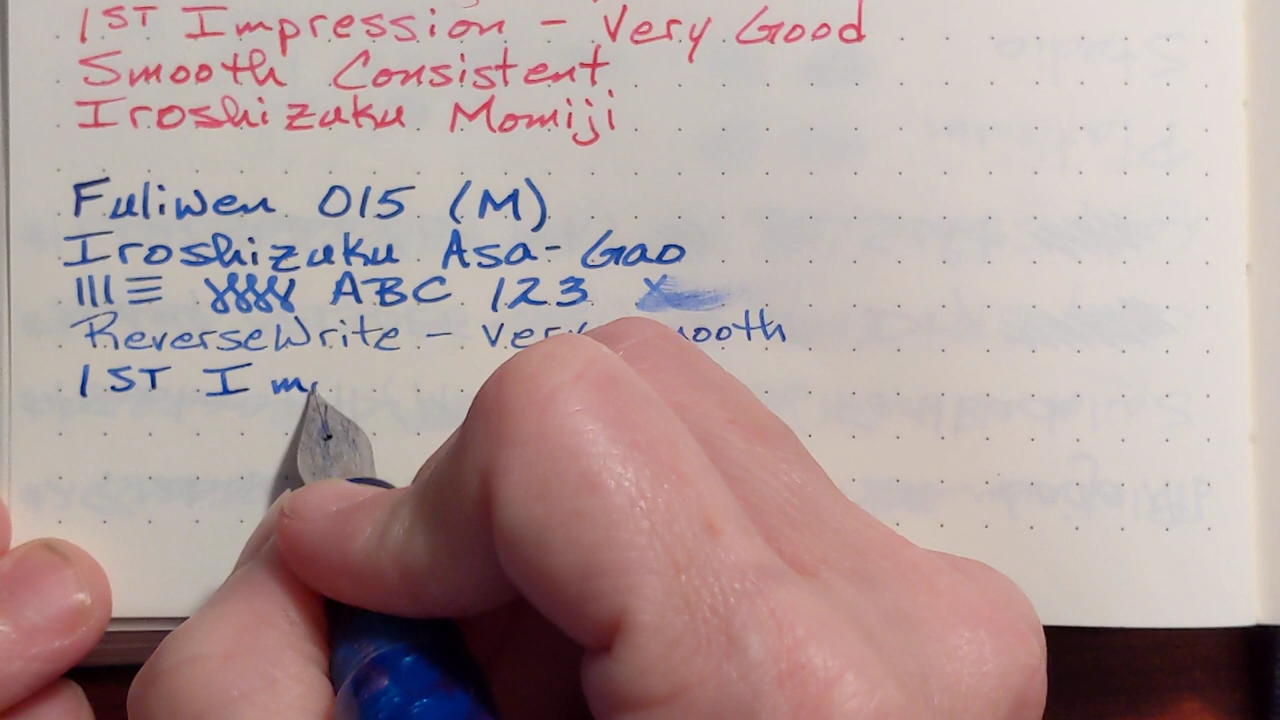 1ST Impression - Very Good
Smooth Consistent
Iroshizuku Momiji
Fuliwen 015 (M)
Iroshizuku Asa-Gao
ABC 123 X
ReverseWrite - Very ooth
1ST Im